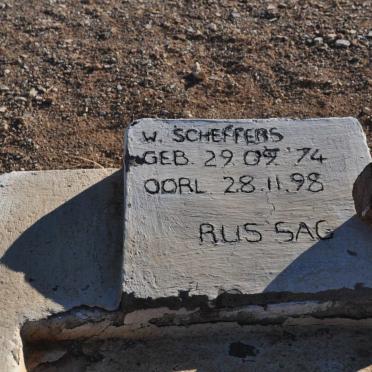 W. SCHEFFERS
GEB. 29.07.'74
OORL 28.11.98
RUS SAG